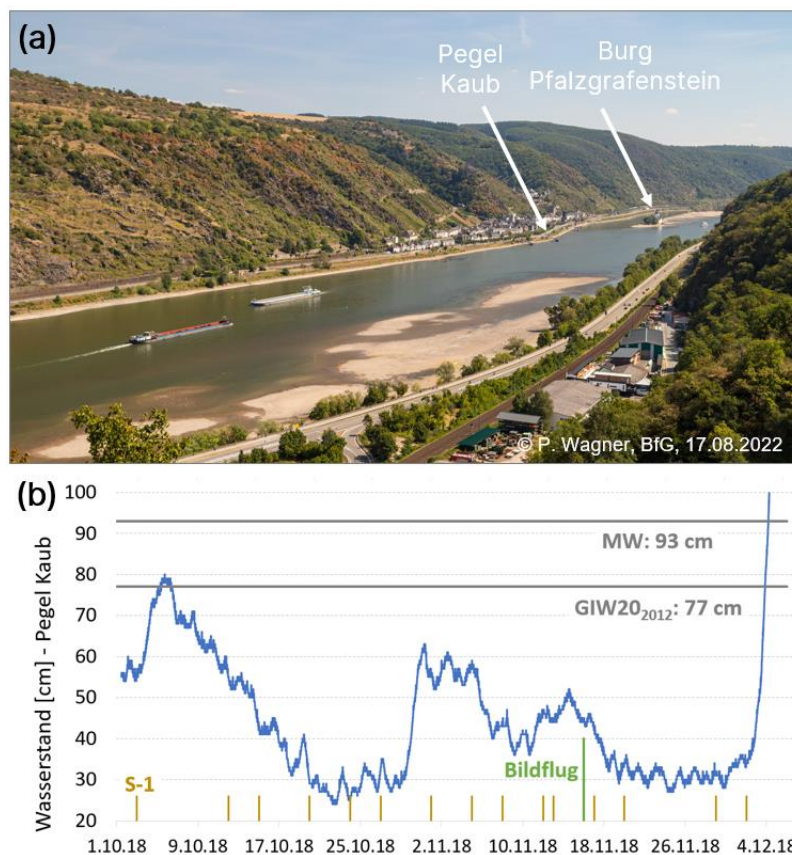 (a)
Pegel
Kaub
Burg
Pfalzgrafenstein
© P. Wagner, BfG, 17.08.2022
(b)
Wasserstand [cm] - Pegel Kaub
100
90
80
70
60
50
40
30
20
MW: 93 cm
GIW20₂₀₁₂: 77 cm
S-1
Bildflug
1.10.18 9.10.18 17.10.18 25.10.18 2.11.18 10.11.18 18.11.18 26.11.18 4.12.18